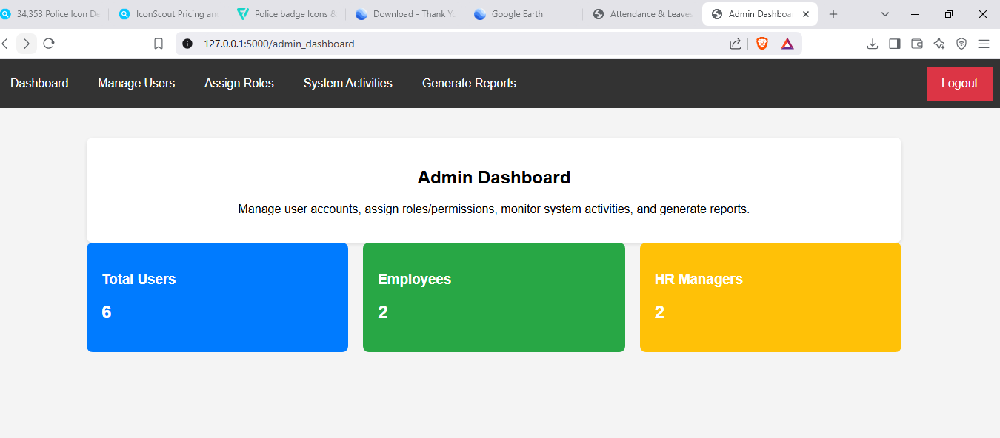 34,353 Police Icon De
IconScout Pricing an
Police badge Icons &
Download - Thank Yo
Google Earth
Attendance & Leaves
Admin Dashboa
127.0.0.1:5000/admin_dashboard
Dashboard Manage Users Assign Roles System Activities Generate Reports Logout
Admin Dashboard
Manage user accounts, assign roles/permissions, monitor system activities, and generate reports.
Total Users
6
Employees
2
HR Managers
2